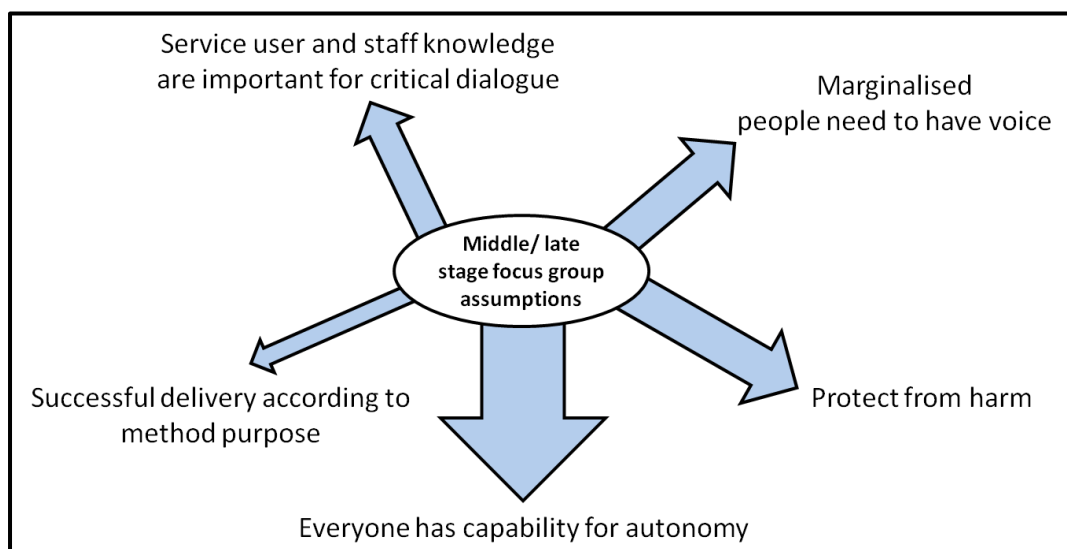 Service user and staff knowledge
are important for critical dialogue
Marginalised
people need to have voice
Middle/ late
stage focus group
assumptions
Successful delivery according to
method purpose
Protect from harm
Everyone has capability for autonomy